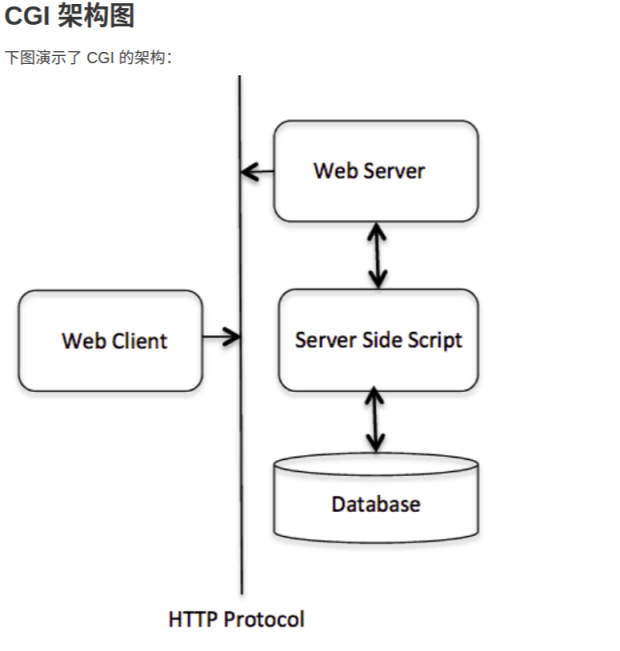 CGI 架构图
下图演示了 CGI 的架构：
Web Server
Web Client
Server Side Script
Database
HTTP Protocol